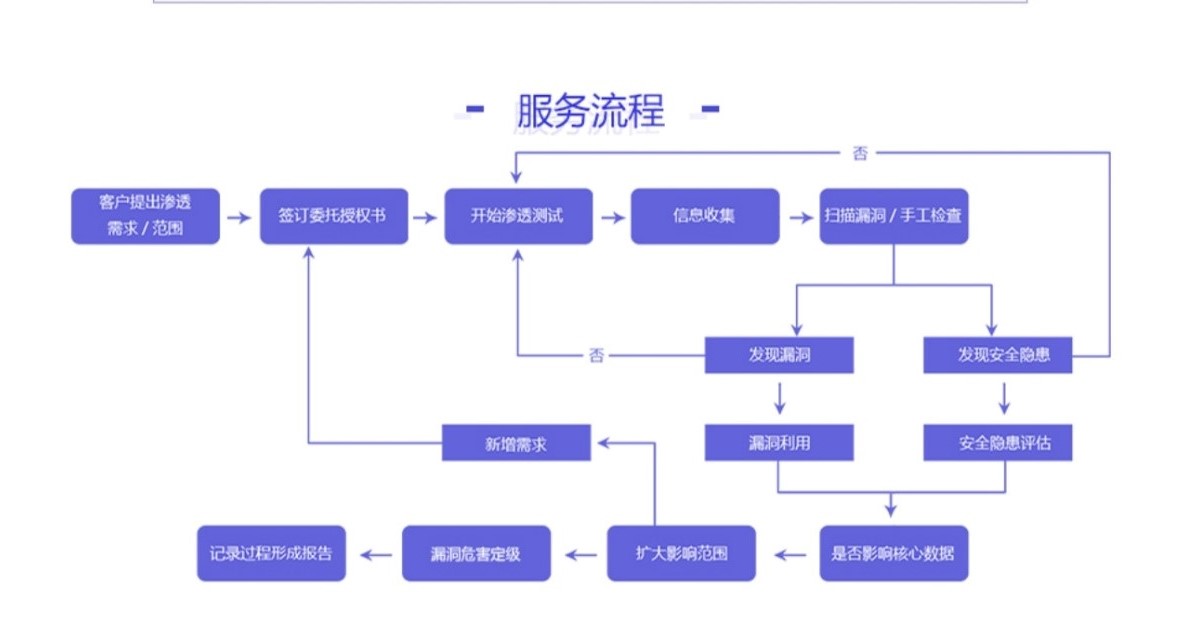 服务流程
否
客户提出渗透
需求 / 范围
签订委托授权书
开始渗透测试
信息收集
扫描漏洞 / 手工检查
否
发现漏洞
发现安全隐患
新增需求
漏洞利用
安全隐患评估
记录过程形成报告
漏洞危害定级
扩大影响范围
是否影响核心数据